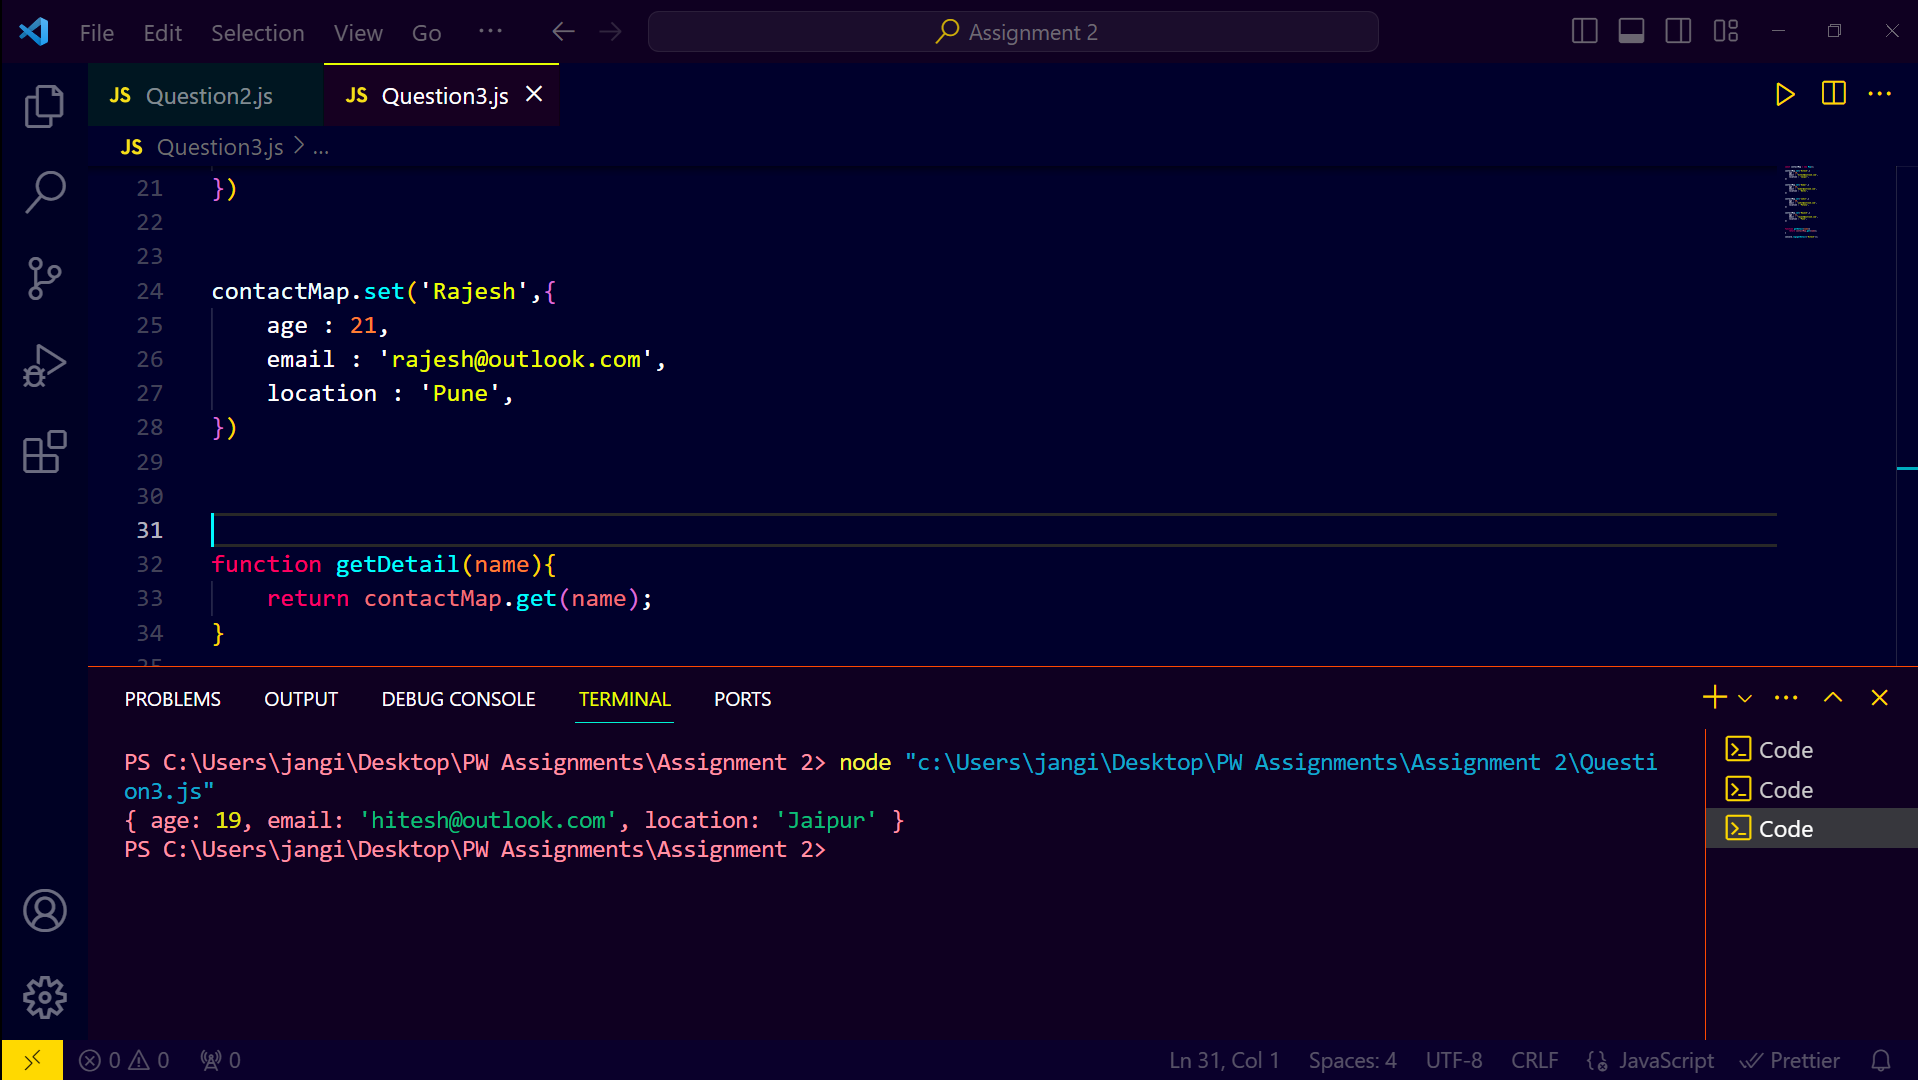 File Edit Selection View Go ··· Assignment 2
JS Question2.js JS Question3.js
JS Question3.js > ...
21 })
22
23
24 contactMap.set('Rajesh',{
25 age : 21,
26 email : 'rajesh@outlook.com',
27 location : 'Pune',
28 })
29
30
31
32 function getDetail(name){
33 return contactMap.get(name);
34 }
35
PROBLEMS OUTPUT DEBUG CONSOLE TERMINAL PORTS
PS C:\Users\jangi\Desktop\PW Assignments\Assignment 2> node "c:\Users\jangi\Desktop\PW Assignments\Assignment 2\Questi
on3.js"
{ age: 19, email: 'hitesh@outlook.com', location: 'Jaipur' }
PS C:\Users\jangi\Desktop\PW Assignments\Assignment 2>
Code
Code
Code
0 0 0 Ln 31, Col 1 Spaces: 4 UTF-8 CRLF JavaScript Prettier